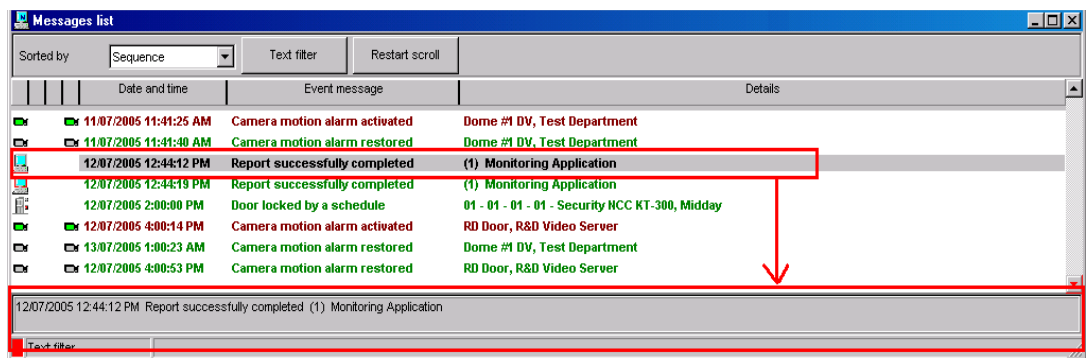 Messages list
Sorted by Sequence Text filter Restart scroll
Date and time Event message Details
11/07/2005 11:41:25 AM Camera motion alarm activated Dome #1 DV, Test Department
11/07/2005 11:41:40 AM Camera motion alarm restored Dome #1 DV, Test Department
12/07/2005 12:44:12 PM Report successfully completed (1) Monitoring Application
12/07/2005 12:44:19 PM Report successfully completed (1) Monitoring Application
12/07/2005 2:00:00 PM Door locked by a schedule 01 - 01 - 01 - 01 - Security NCC KT-300, Midday
12/07/2005 4:00:14 PM Camera motion alarm activated RD Door, R&D Video Server
13/07/2005 1:00:23 AM Camera motion alarm restored Dome #1 DV, Test Department
12/07/2005 4:00:53 PM Camera motion alarm restored RD Door, R&D Video Server
12/07/2005 12:44:12 PM Report successfully completed (1) Monitoring Application
Text filter